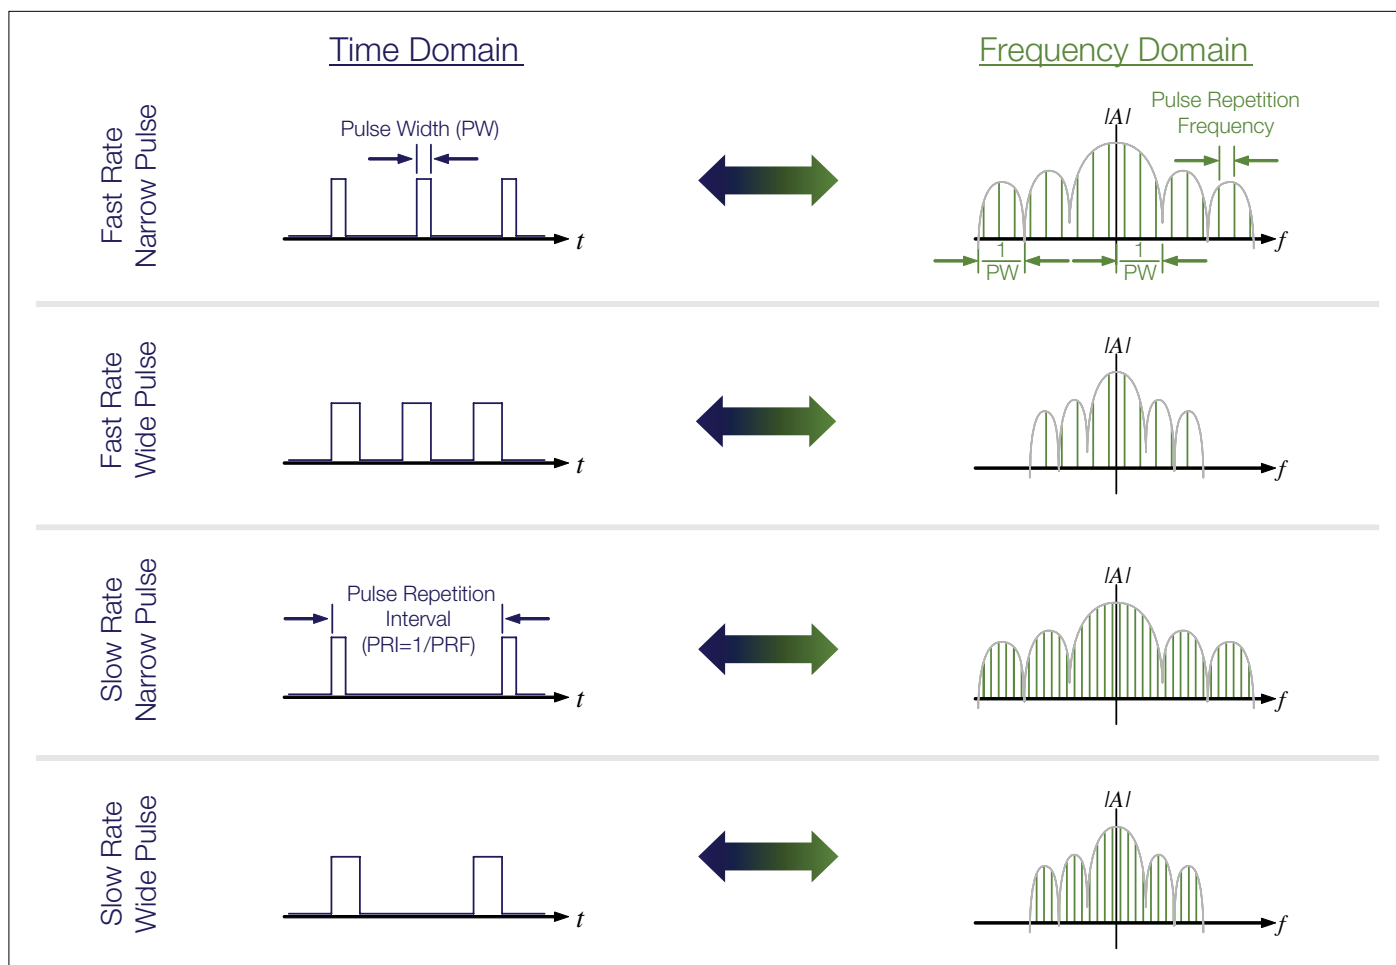 Time Domain
Frequency Domain
Fast Rate
Narrow Pulse
Pulse Width (PW)
t
|A|
Pulse Repetition
Frequency
f
1
PW
1
PW
Fast Rate
Wide Pulse
t
|A|
f
Slow Rate
Narrow Pulse
Pulse Repetition
Interval
(PRI=1/PRF)
t
|A|
f
Slow Rate
Wide Pulse
t
|A|
f